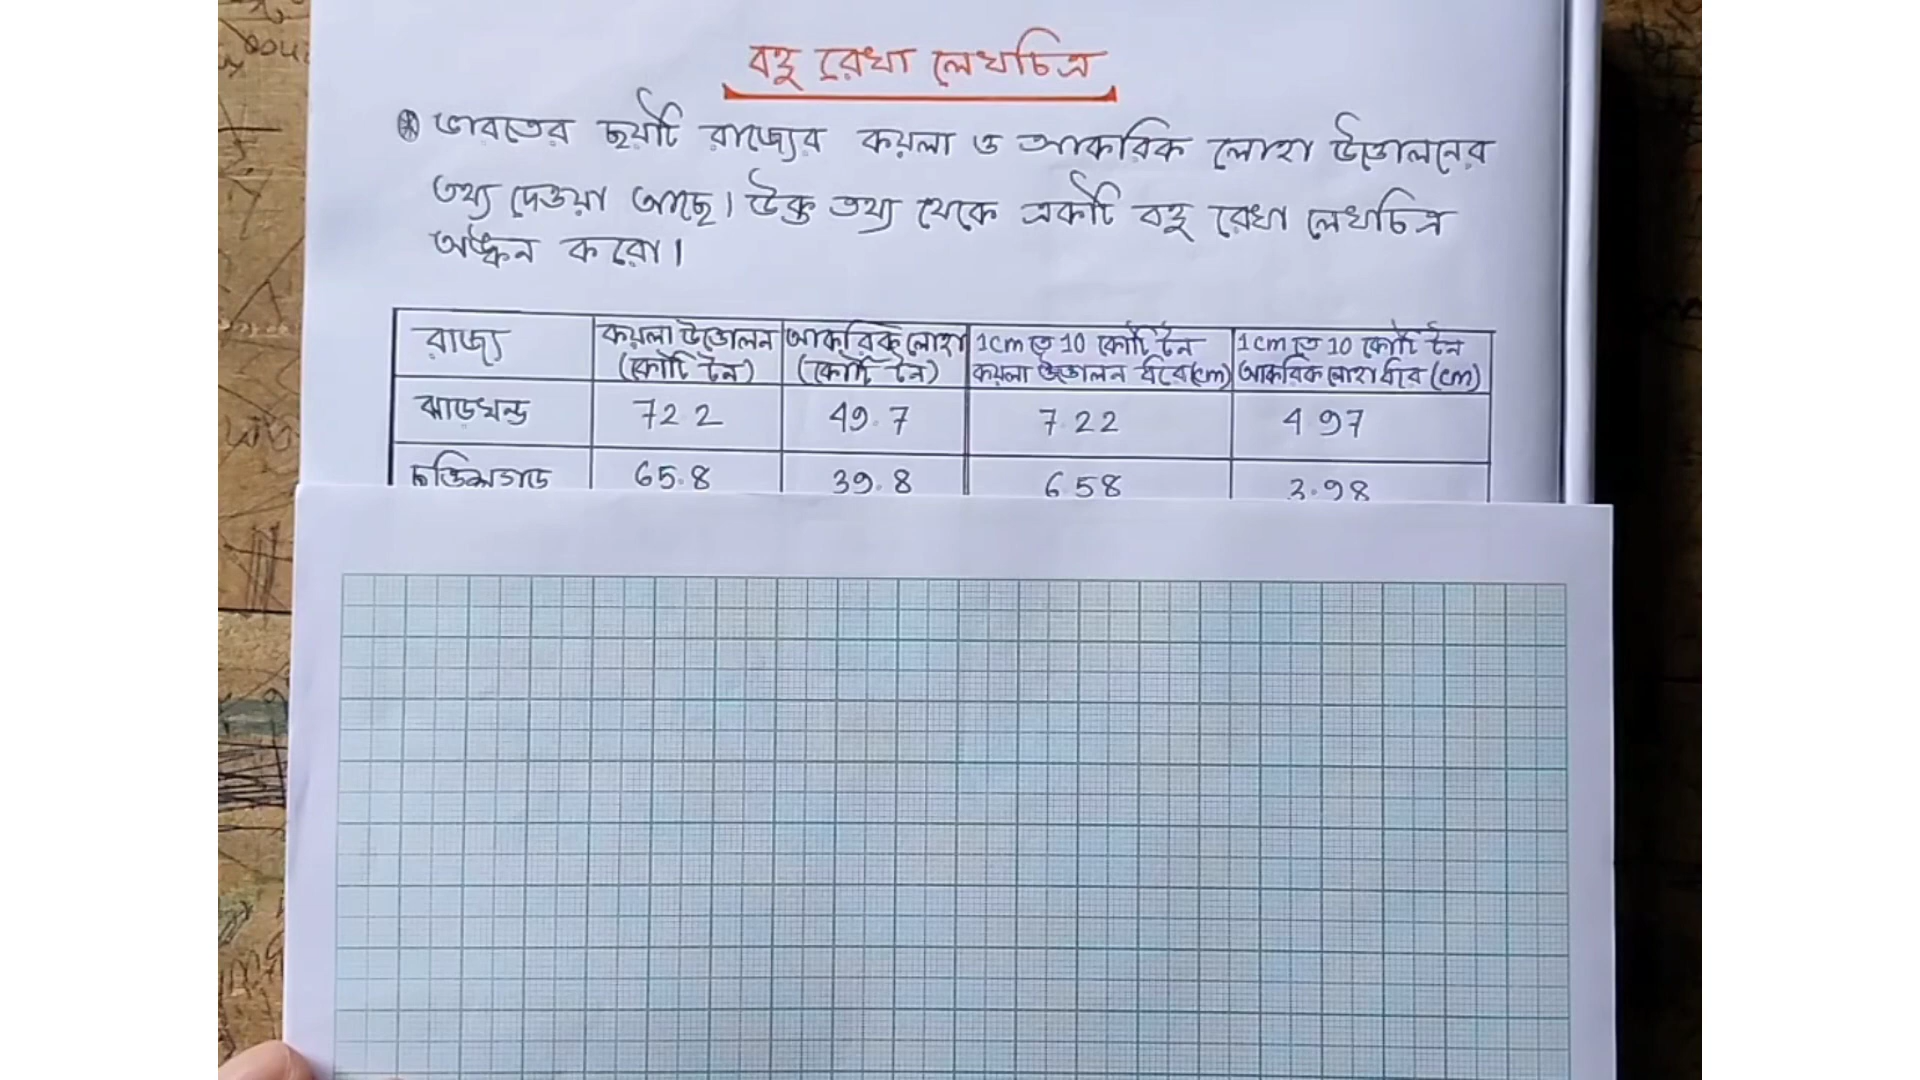 বহু রেখা লেখচিত্র
ভারতের ছয়টি রাজ্যের কয়লা ও আকরিক লোহা উত্তোলনের
তথ্য দেওয়া আছে। উক্ত তথ্য থেকে একটি বহু রেখা লেখচিত্র
অঙ্কন করো।
রাজ্য কয়লা উত্তোলন (কোটি টন) আকরিক লোহা (কোটি টন) 1cm তে 10 কোটি টন কয়লা উত্তোলন ধরে (cm) 1cm তে 10 কোটি টন আকরিক লোহা ধরে (cm)
ঝাড়খন্ড 72.2 49.7 7.22 4.97
65.8 39.8 6.58 3.98